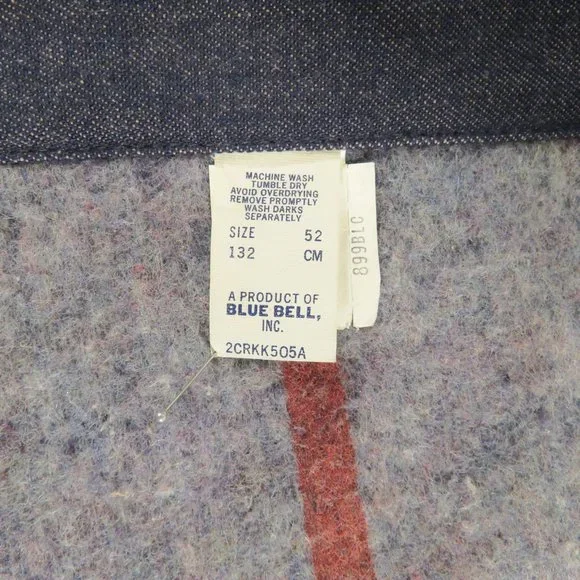 MACHINE WASH
TUMBLE DRY
AVOID OVERDRYING
REMOVE PROMPTLY
WASH DARKS
SEPARATELY
SIZE 52
132 CM
A PRODUCT OF
BLUE BELL,
INC.
2CRKK505A
899BLC